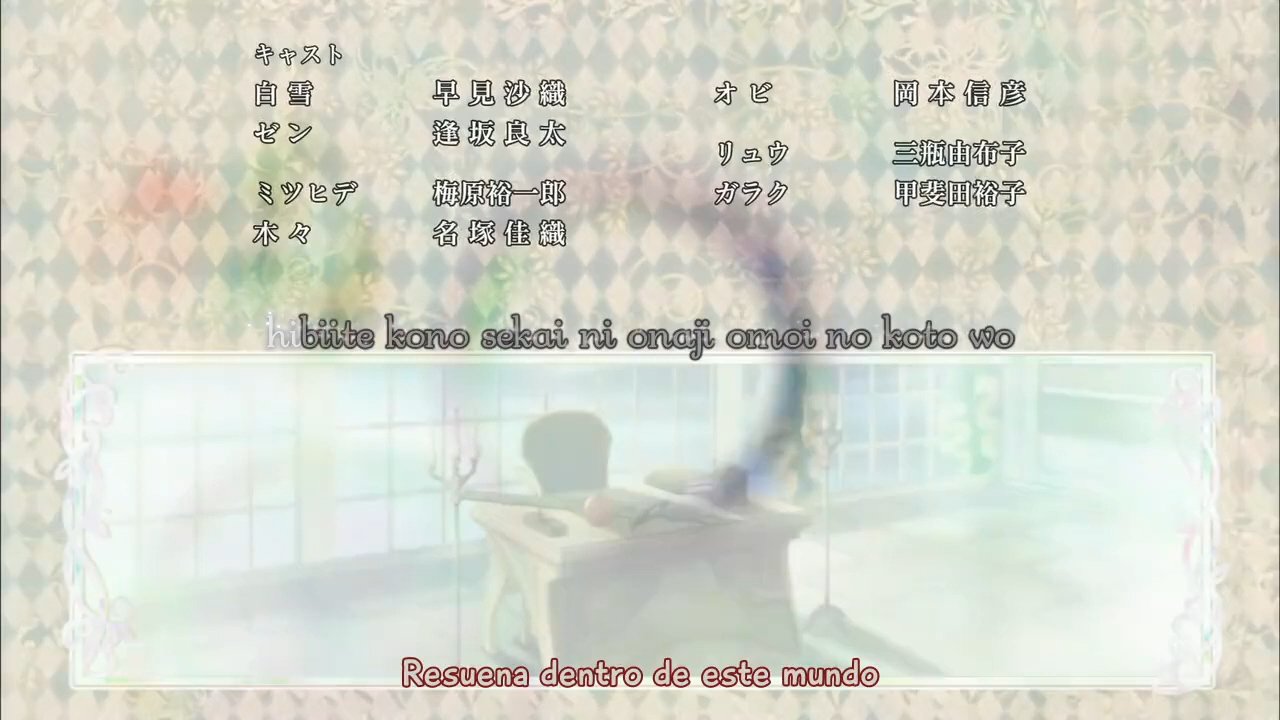 キャスト
白雪 早見沙織
ゼン 逢坂良太
ミツヒデ 梅原裕一郎
木々 名塚佳織
オビ 岡本信彦
リュウ 三瓶由布子
ガラク 甲斐田裕子
hibiite kono sekai ni onaji omoi no koto wo
Resuena dentro de este mundo